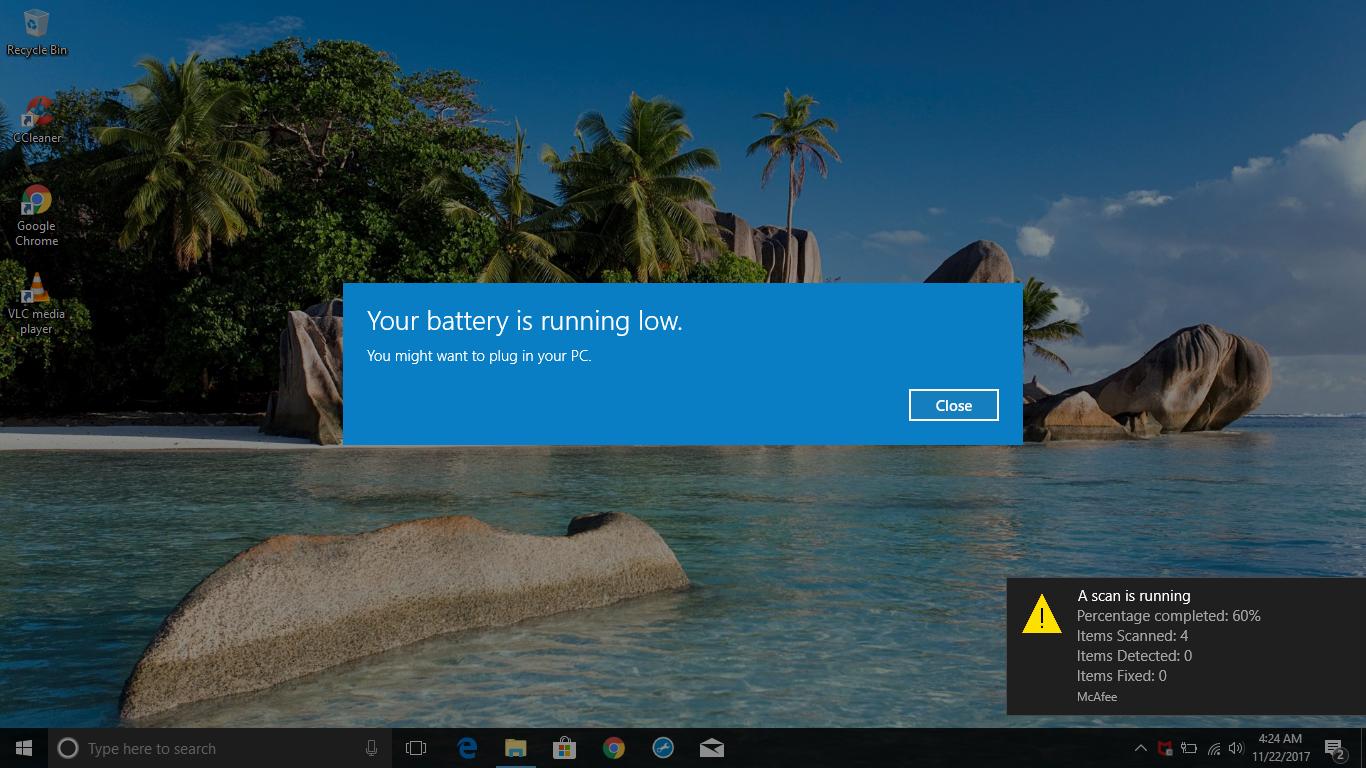 Recycle Bin
CCleaner
Google
Chrome
VLC media
player
Your battery is running low.
You might want to plug in your PC.
Close
A scan is running
Percentage completed: 60%
Items Scanned: 4
Items Detected: 0
Items Fixed: 0
McAfee
Type here to search
4:24 AM
11/22/2017
2